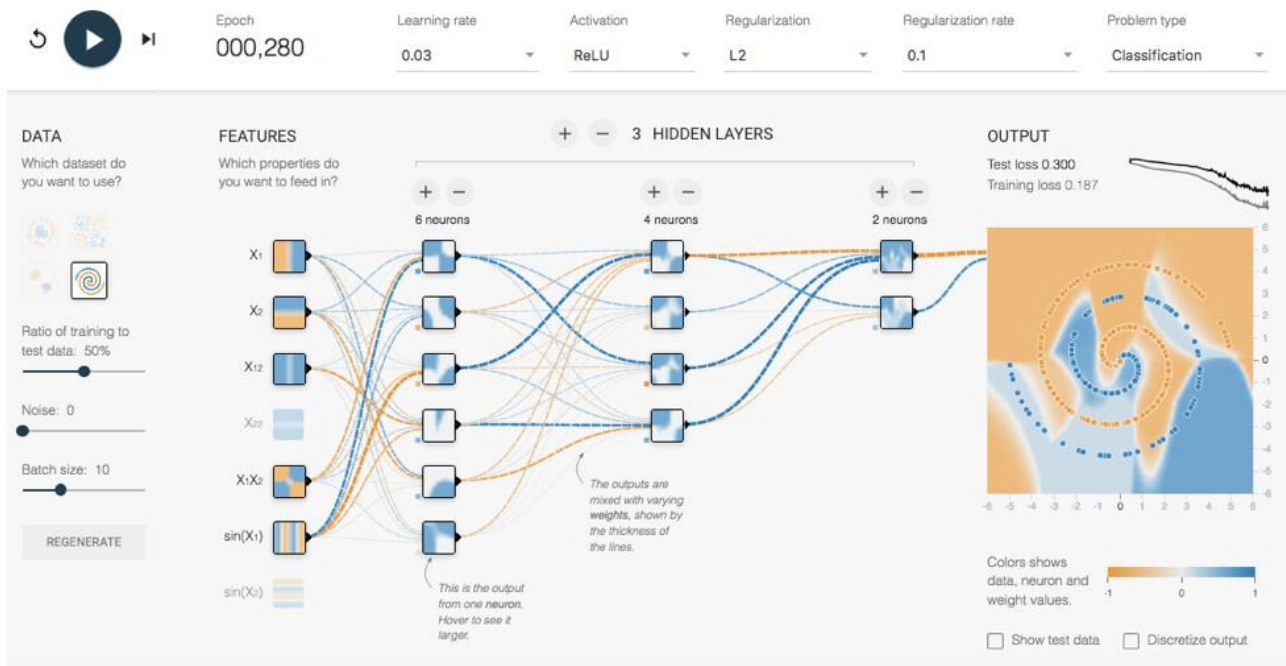 Epoch
000,280
Learning rate
0.03
Activation
ReLU
Regularization
L2
Regularization rate
0.1
Problem type
Classification
DATA
Which dataset do
you want to use?
Ratio of training to
test data: 50%
Noise: 0
Batch size: 10
REGENERATE
FEATURES
Which properties do
you want to feed in?
X1
X2
X12
X22
X1X2
sin(X1)
sin(X2)
+ − 3 HIDDEN LAYERS
+ −
6 neurons
+ −
4 neurons
+ −
2 neurons
This is the output
from one neuron.
Hover to see it
larger.
The outputs are
mixed with varying
weights, shown by
the thickness of
the lines.
OUTPUT
Test loss 0.300
Training loss 0.187
6
5
4
3
2
1
0
-1
-2
-3
-4
-5
-6
-6 -5 -4 -3 -2 -1 0 1 2 3 4 5 6
Colors shows
data, neuron and
weight values.
-1 0 1
Show test data
Discretize output